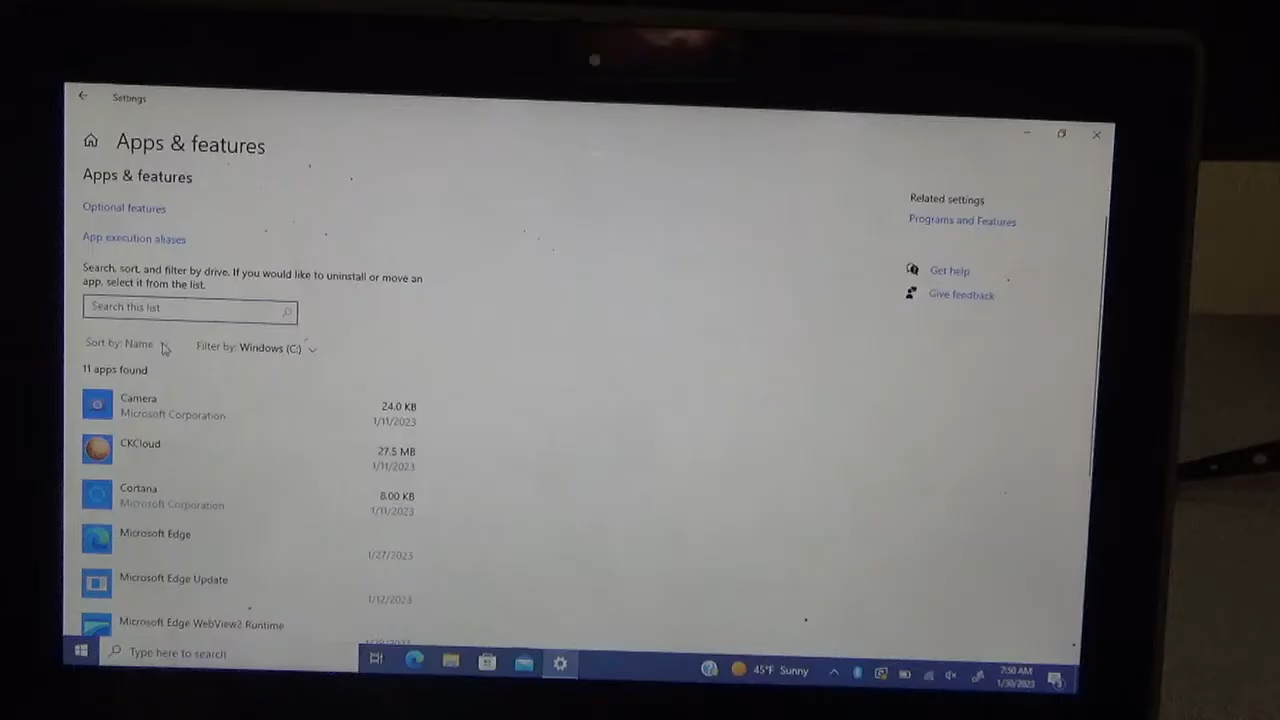 Settings
Apps & features
Apps & features
Optional features
App execution aliases
Search, sort, and filter by drive. If you would like to uninstall or move an
app, select it from the list.
Search this list
Sort by: Name
Filter by: Windows (C:)
11 apps found
Camera
Microsoft Corporation
24.0 KB
1/11/2023
CKCloud
27.5 MB
1/11/2023
Cortana
Microsoft Corporation
8.00 KB
1/11/2023
Microsoft Edge
1/27/2023
Microsoft Edge Update
1/12/2023
Microsoft Edge WebView2 Runtime
Related settings
Programs and Features
Get help
Give feedback
Type here to search
45°F Sunny
7:50 AM
1/30/2023